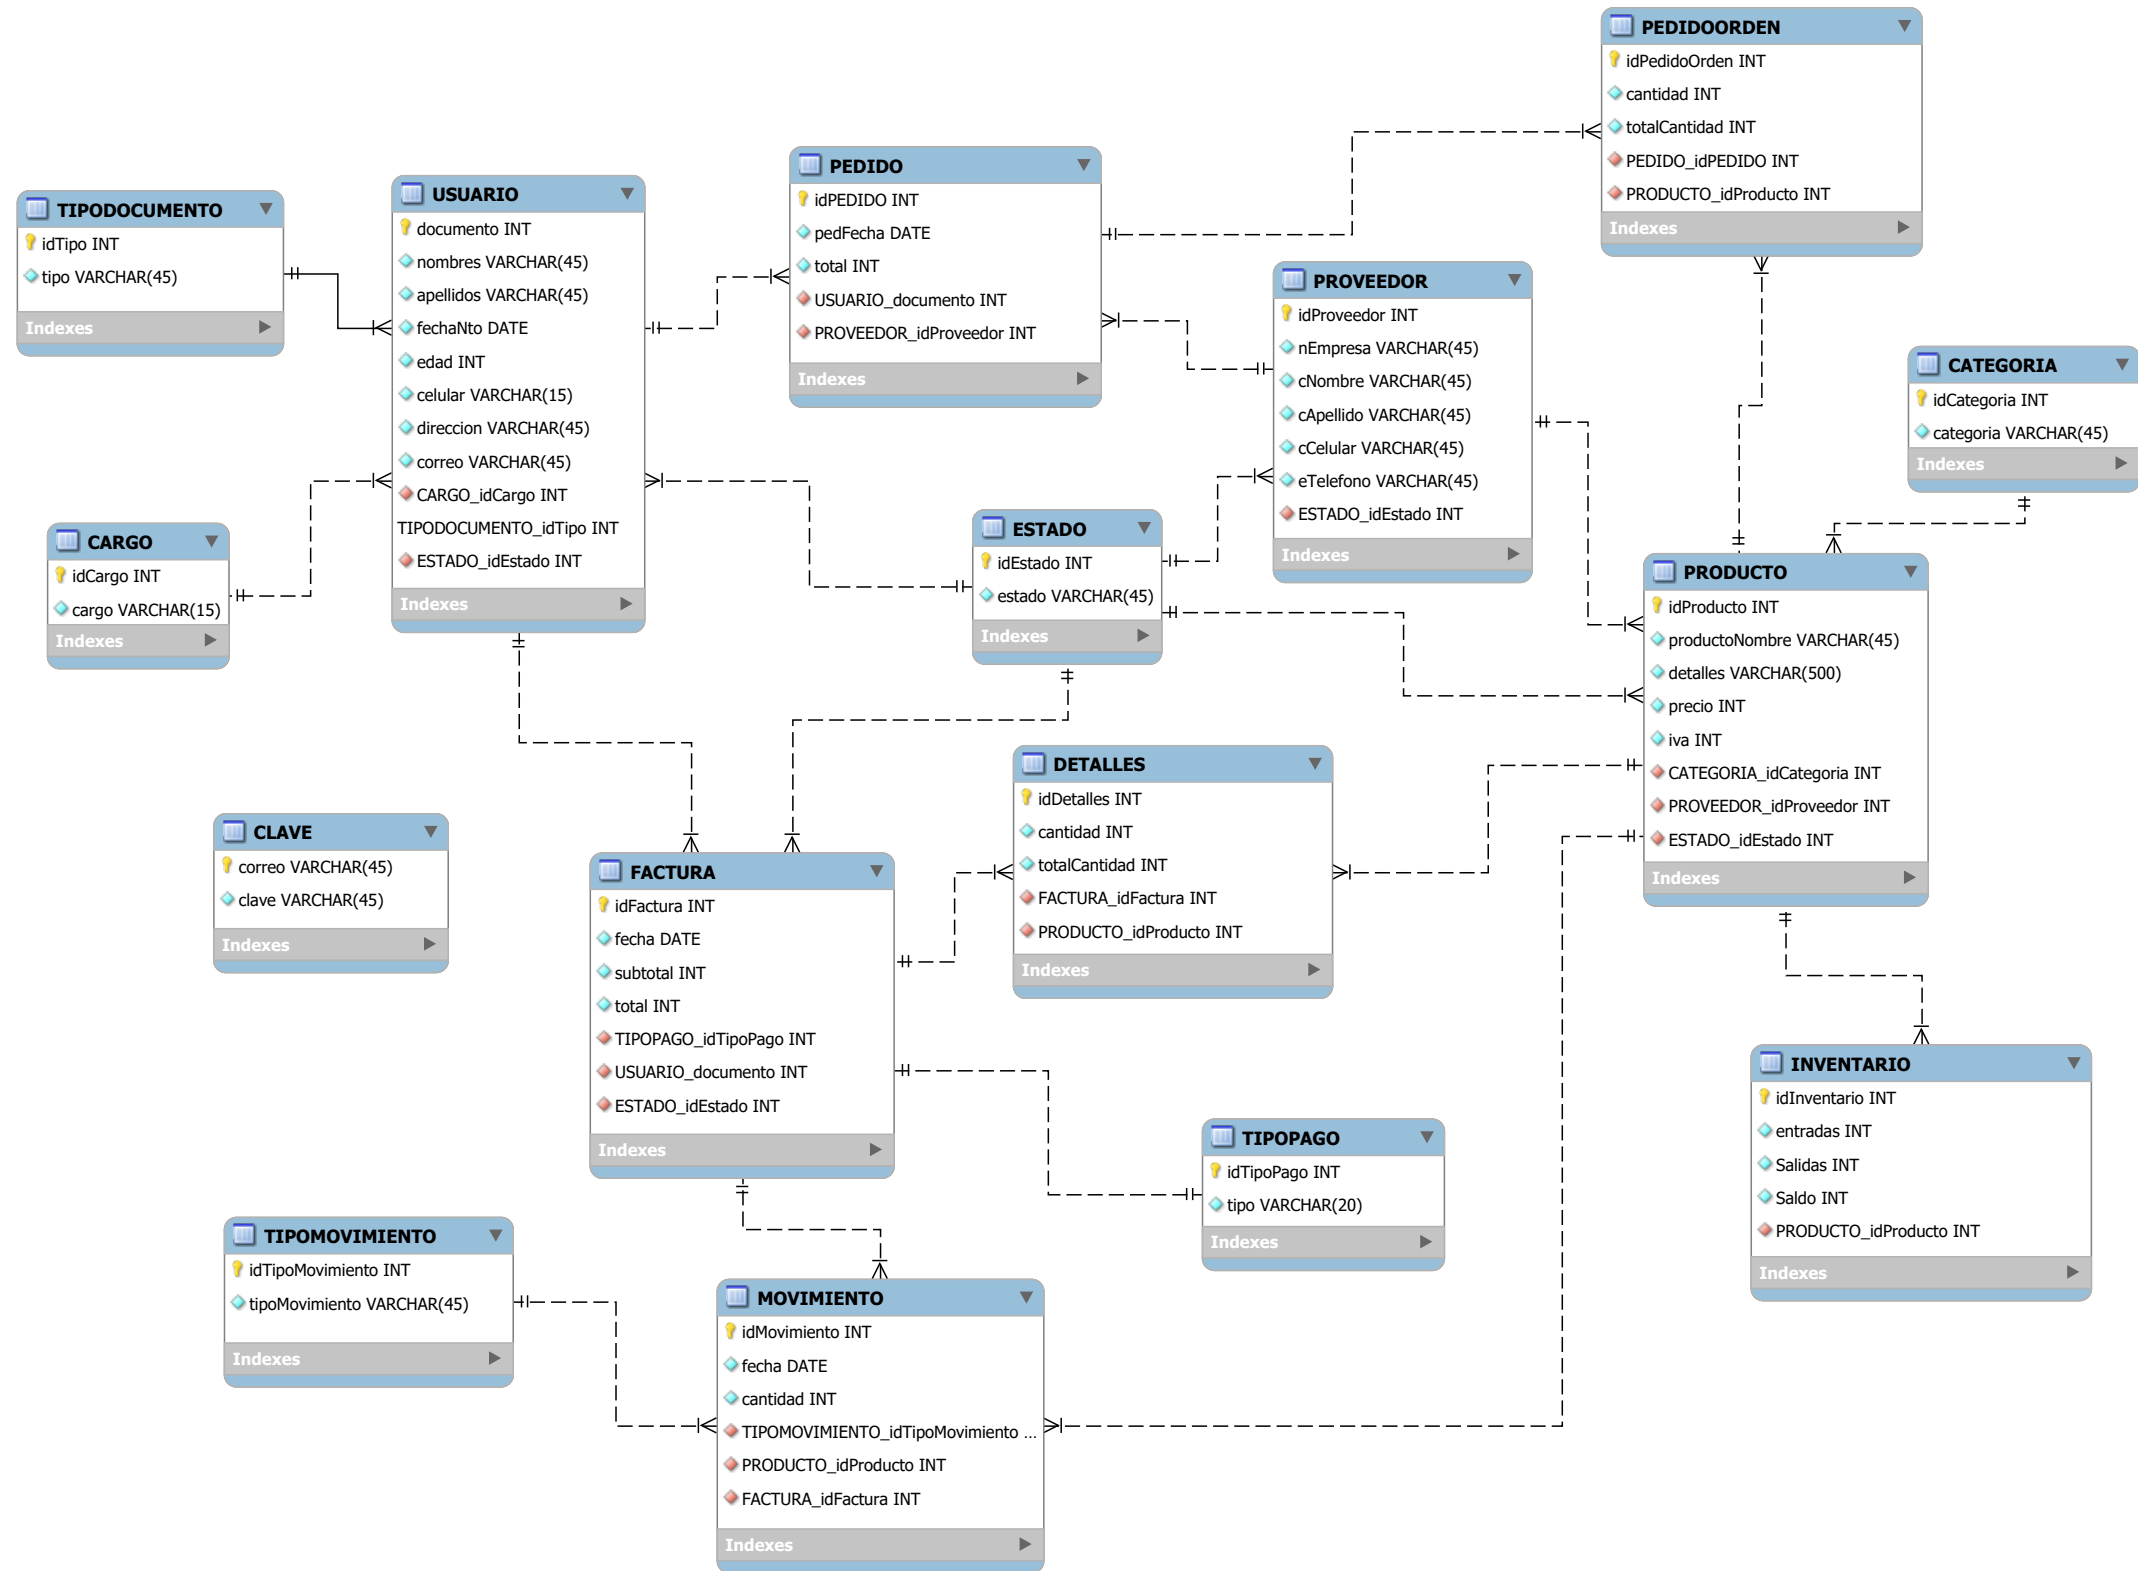 PEDIDOORDEN
idPedidoOrden INT
cantidad INT
totalCantidad INT
PEDIDO_idPEDIDO INT
PRODUCTO_idProducto INT
Indexes
PEDIDO
idPEDIDO INT
pedFecha DATE
total INT
USUARIO_documento INT
PROVEEDOR_idProveedor INT
Indexes
USUARIO
documento INT
nombres VARCHAR(45)
apellidos VARCHAR(45)
fechaNto DATE
edad INT
celular VARCHAR(15)
direccion VARCHAR(45)
correo VARCHAR(45)
CARGO_idCargo INT
TIPODOCUMENTO_idTipo INT
ESTADO_idEstado INT
Indexes
TIPODOCUMENTO
idTipo INT
tipo VARCHAR(45)
Indexes
PROVEEDOR
idProveedor INT
nEmpresa VARCHAR(45)
cNombre VARCHAR(45)
cApellido VARCHAR(45)
cCelular VARCHAR(45)
eTelefono VARCHAR(45)
ESTADO_idEstado INT
Indexes
CATEGORIA
idCategoria INT
categoria VARCHAR(45)
Indexes
CARGO
idCargo INT
cargo VARCHAR(15)
Indexes
ESTADO
idEstado INT
estado VARCHAR(45)
Indexes
PRODUCTO
idProducto INT
productoNombre VARCHAR(45)
detalles VARCHAR(500)
precio INT
iva INT
CATEGORIA_idCategoria INT
PROVEEDOR_idProveedor INT
ESTADO_idEstado INT
Indexes
DETALLES
idDetalles INT
cantidad INT
totalCantidad INT
FACTURA_idFactura INT
PRODUCTO_idProducto INT
Indexes
CLAVE
correo VARCHAR(45)
clave VARCHAR(45)
Indexes
FACTURA
idFactura INT
fecha DATE
subtotal INT
total INT
TIPOPAGO_idTipoPago INT
USUARIO_documento INT
ESTADO_idEstado INT
Indexes
INVENTARIO
idInventario INT
entradas INT
Salidas INT
Saldo INT
PRODUCTO_idProducto INT
Indexes
TIPOPAGO
idTipoPago INT
tipo VARCHAR(20)
Indexes
TIPOMOVIMIENTO
idTipoMovimiento INT
tipoMovimiento VARCHAR(45)
Indexes
MOVIMIENTO
idMovimiento INT
fecha DATE
cantidad INT
TIPOMOVIMIENTO_idTipoMovimiento ...
PRODUCTO_idProducto INT
FACTURA_idFactura INT
Indexes